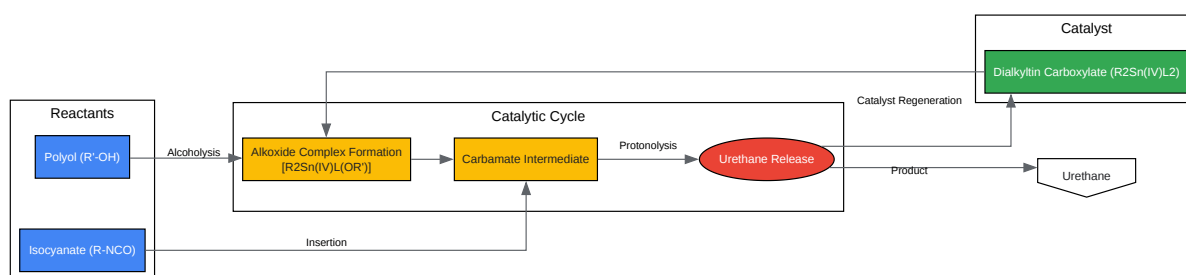 Catalyst
Dialkyltin Carboxylate (R2Sn(IV)L2)
Catalyst Regeneration
Reactants
Catalytic Cycle
Polyol (R'-OH)
Alcoholysis
Alkoxide Complex Formation
[R2Sn(IV)L(OR')]
Carbamate Intermediate
Protonolysis
Urethane Release
Product
Urethane
Isocyanate (R-NCO)
Insertion